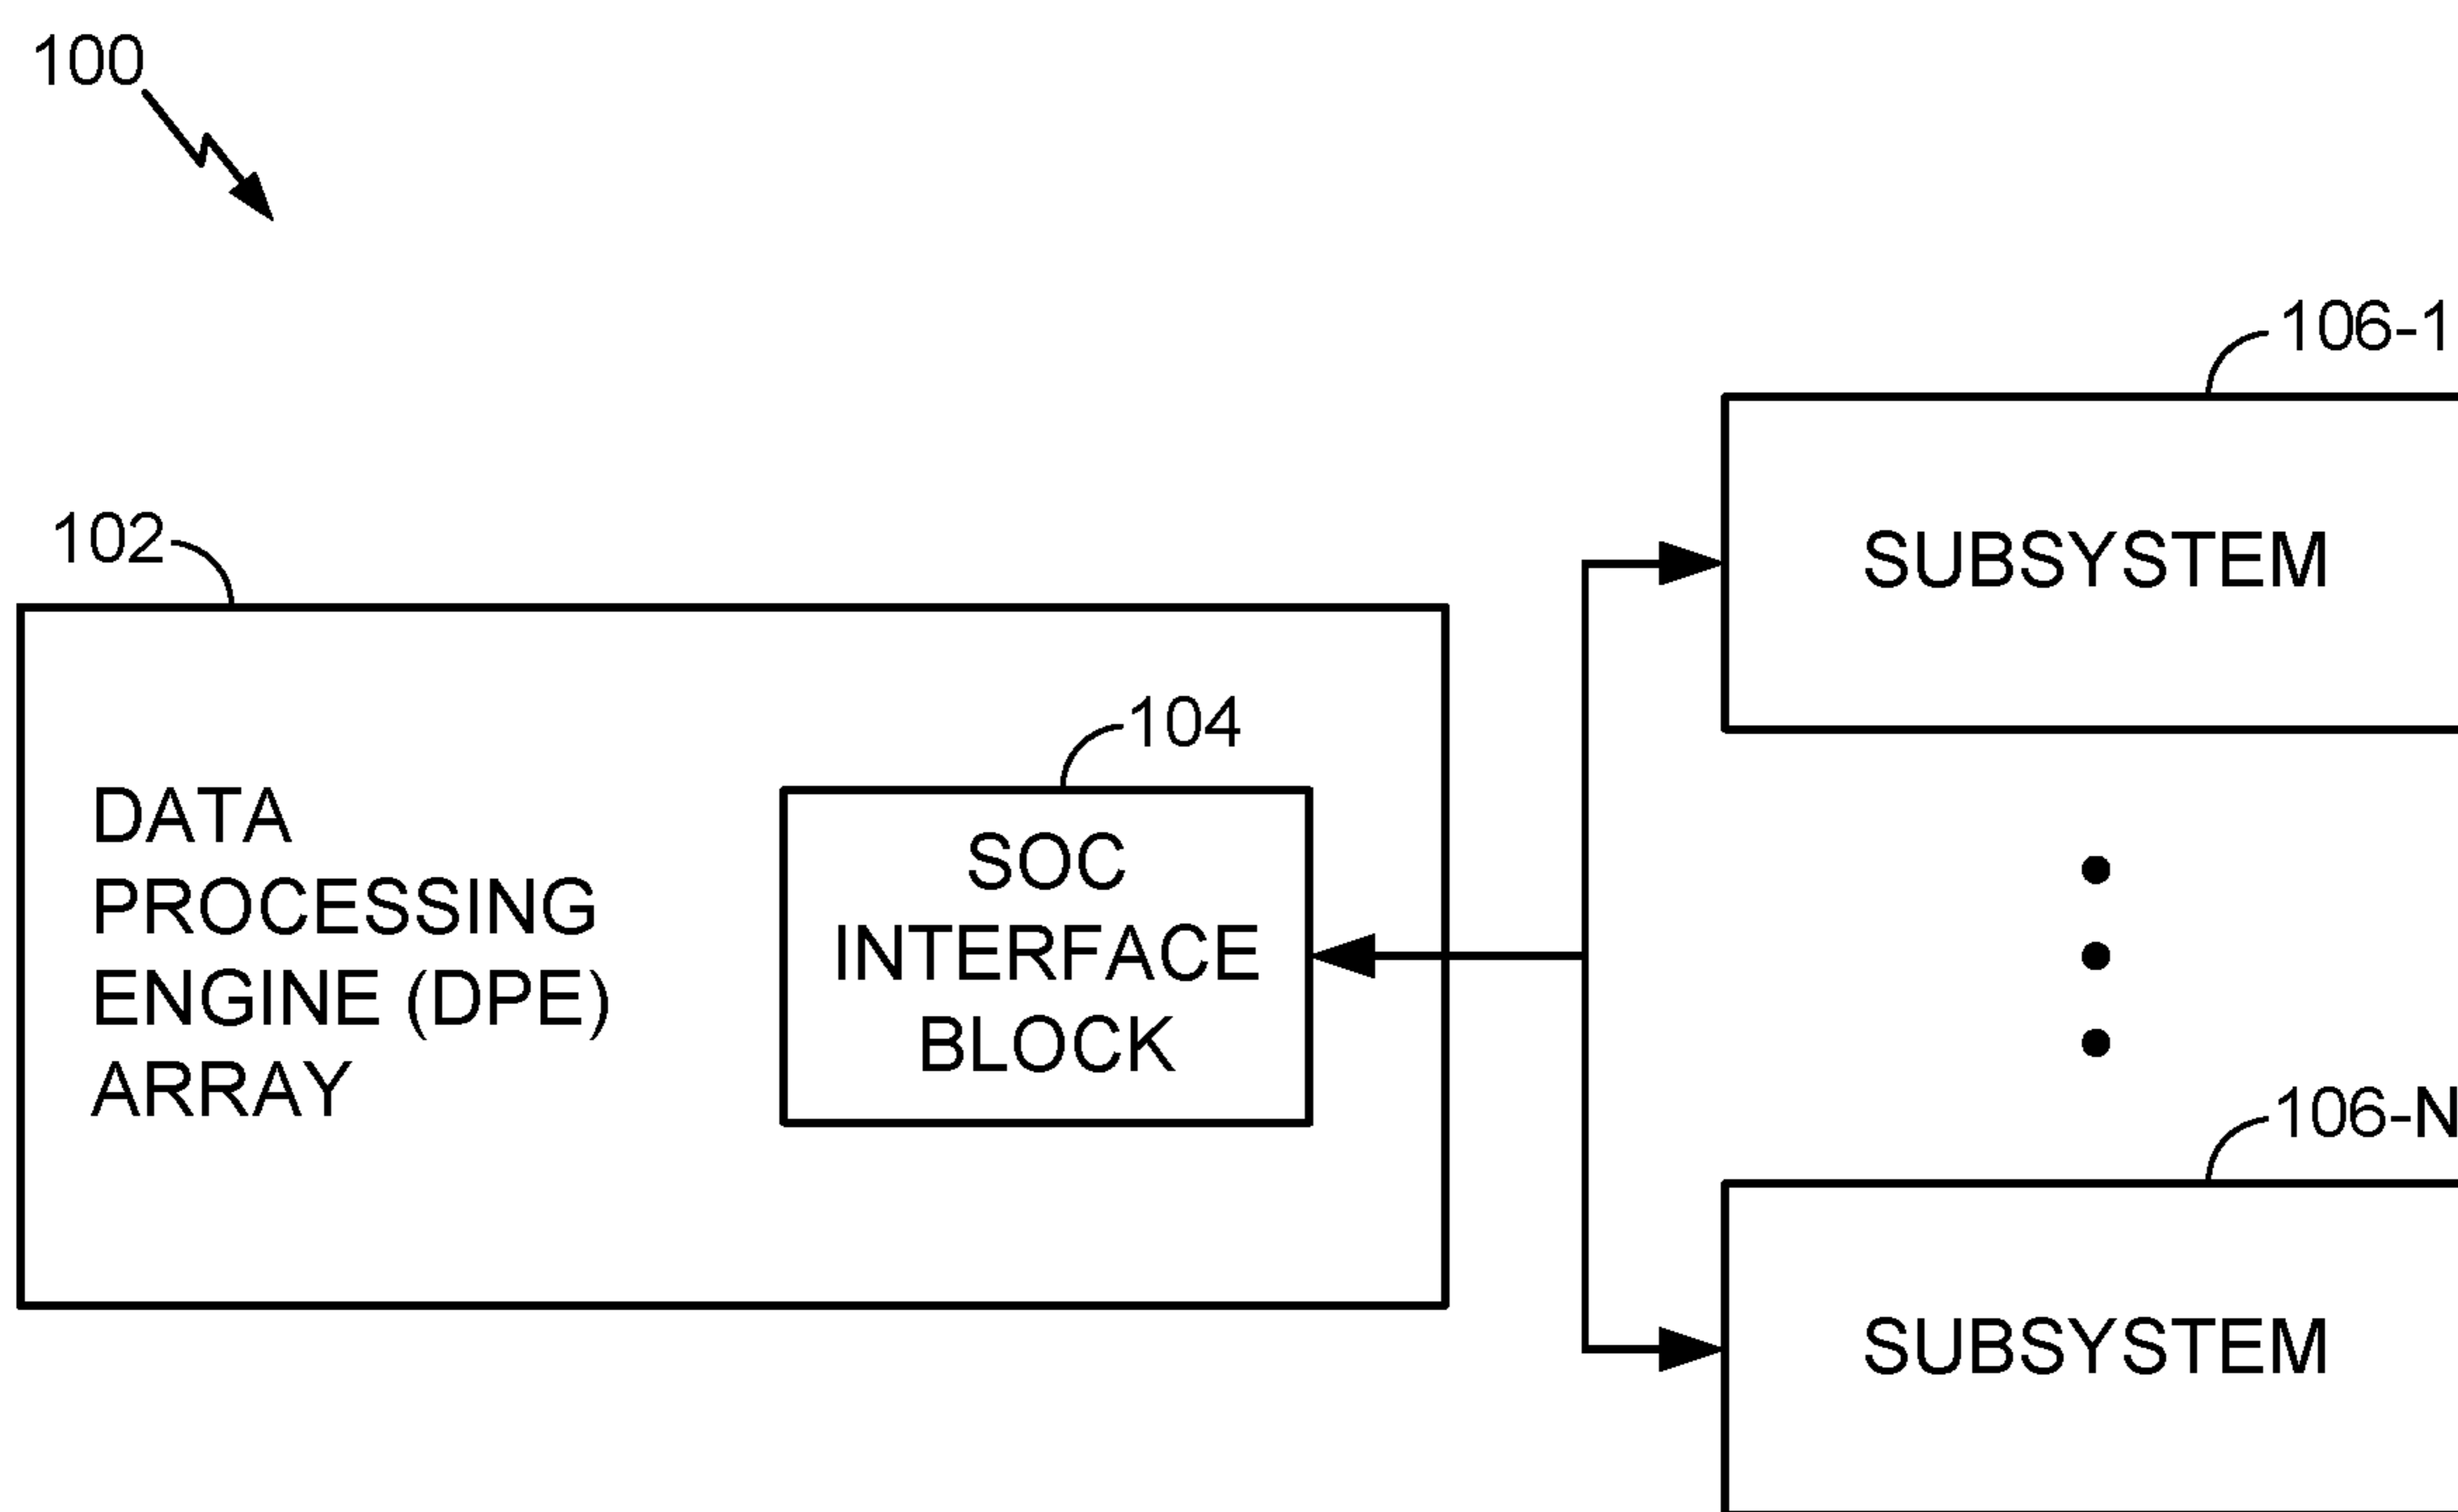 100
106-1
SUBSYSTEM
102
104
DATA
PROCESSING
ENGINE (DPE)
ARRAY
SOC
INTERFACE
BLOCK
106-N
SUBSYSTEM